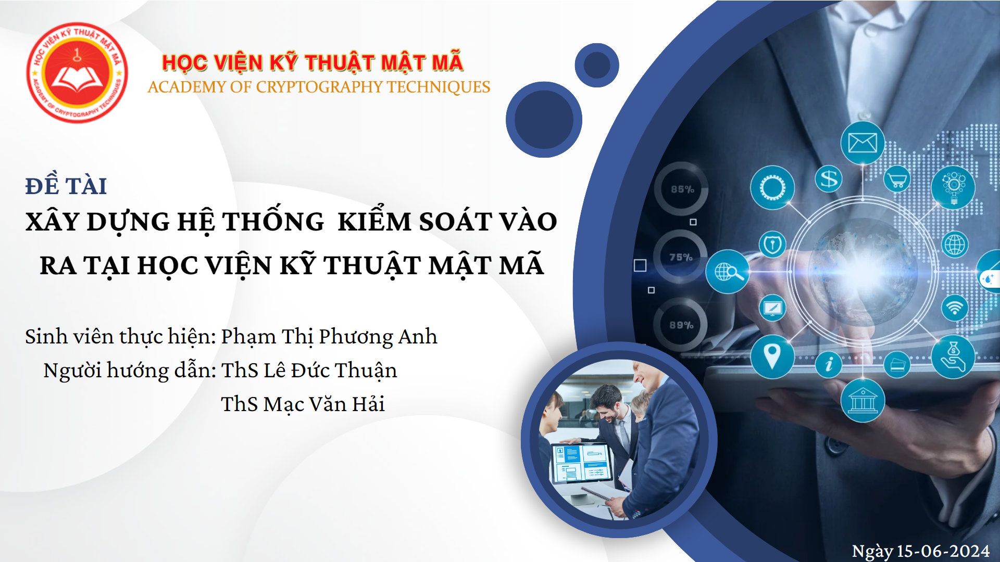 HỌC VIỆN KỸ THUẬT MẬT MÃ
ACADEMY OF CRYPTOGRAPHY TECHNIQUES
HỌC VIỆN KỸ THUẬT MẬT MÃ
ACADEMY OF CRYPTOGRAPHY TECHNIQUES
ĐỀ TÀI
XÂY DỰNG HỆ THỐNG KIỂM SOÁT VÀO
RA TẠI HỌC VIỆN KỸ THUẬT MẬT MÃ
Sinh viên thực hiện: Phạm Thị Phương Anh
Người hướng dẫn: ThS Lê Đức Thuận
ThS Mạc Văn Hải
85%
75%
89%
Ngày 15-06-2024